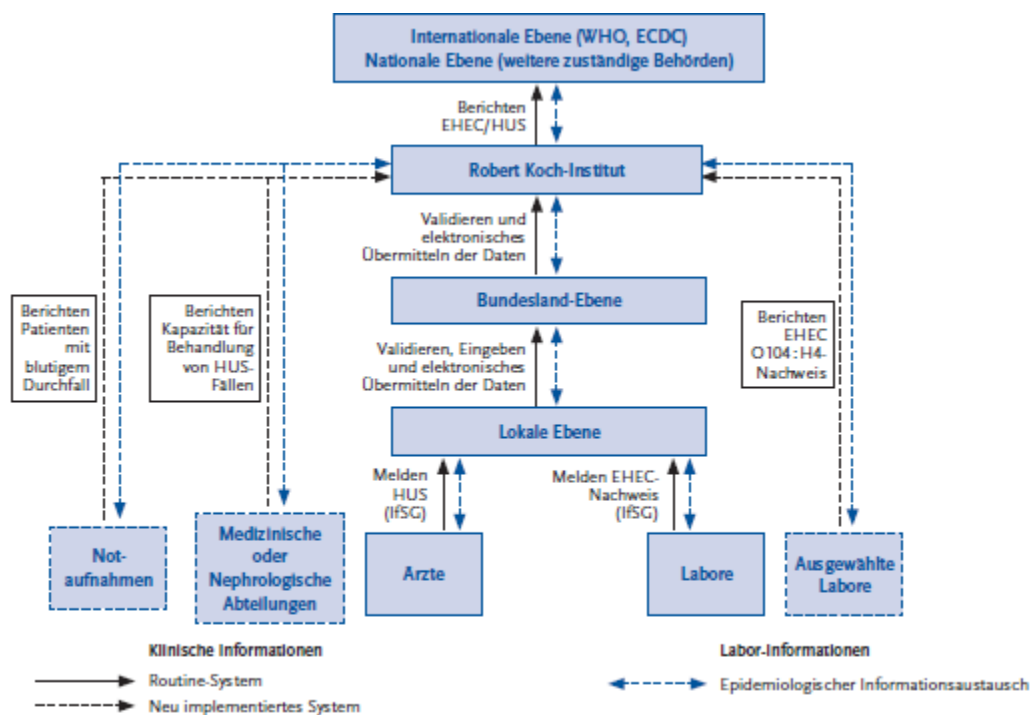 Internationale Ebene (WHO, ECDC)
Nationale Ebene (weitere zuständige Behörden)
Berichten
EHEC/HUS
Robert Koch-Institut
Validieren und
elektronisches
Übermitteln der Daten
Bundesland-Ebene
Berichten
Patienten
mit
blutigem
Durchfall
Berichten
Kapazität für
Behandlung
von HUS-
Fällen
Berichten
EHEC
O104:H4-
Nachweis
Validieren, Eingeben
und elektronisches
Übermitteln der Daten
Lokale Ebene
Melden
HUS
(IfSG)
Melden EHEC-
Nachweis
(IfSG)
Not-
aufnahmen
Medizinische
oder
Nephrologische
Abteilungen
Arzte
Labore
Ausgewählte
Labore
Klinische Informationen
Labor-Informationen
Routine-System
Epidemiologischer Informationsaustausch
Neu implementiertes System